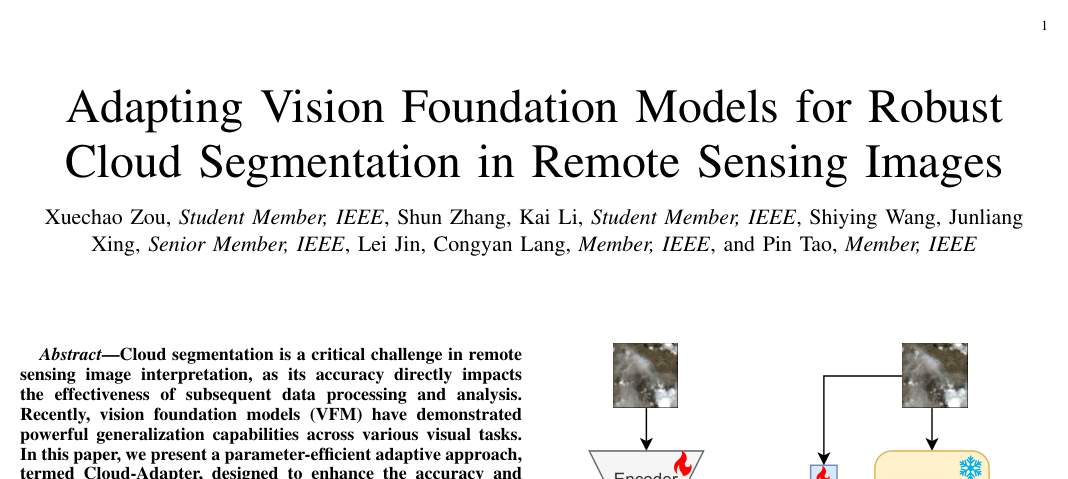 1
Adapting Vision Foundation Models for Robust
Cloud Segmentation in Remote Sensing Images
Xuechao Zou, Student Member, IEEE, Shun Zhang, Kai Li, Student Member, IEEE, Shiying Wang, Junliang
Xing, Senior Member, IEEE, Lei Jin, Congyan Lang, Member, IEEE, and Pin Tao, Member, IEEE
Abstract—Cloud segmentation is a critical challenge in remote
sensing image interpretation, as its accuracy directly impacts
the effectiveness of subsequent data processing and analysis.
Recently, vision foundation models (VFM) have demonstrated
powerful generalization capabilities across various visual tasks.
In this paper, we present a parameter-efficient adaptive approach,
termed Cloud-Adapter, designed to enhance the accuracy and
Encoder